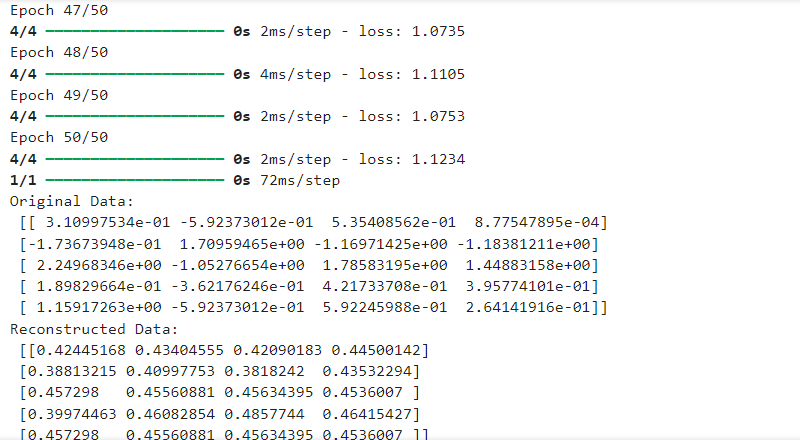 Epoch 47/50
4/4 ━━━━━━━━━━━━━━━━━━━━ 0s 2ms/step - loss: 1.0735
Epoch 48/50
4/4 ━━━━━━━━━━━━━━━━━━━━ 0s 4ms/step - loss: 1.1105
Epoch 49/50
4/4 ━━━━━━━━━━━━━━━━━━━━ 0s 2ms/step - loss: 1.0753
Epoch 50/50
4/4 ━━━━━━━━━━━━━━━━━━━━ 0s 2ms/step - loss: 1.1234
1/1 ━━━━━━━━━━━━━━━━━━━━ 0s 72ms/step
Original Data:
[[ 3.10997534e-01 -5.92373012e-01  5.35408562e-01  8.77547895e-04]
[-1.73673948e-01  1.70959465e+00 -1.16971425e+00 -1.18381211e+00]
[ 2.24968346e+00 -1.05276654e+00  1.78583195e+00  1.44883158e+00]
[ 1.89829664e-01 -3.62176246e-01  4.21733708e-01  3.95774101e-01]
[ 1.15917263e+00 -5.92373012e-01  5.92245988e-01  2.64141916e-01]]
Reconstructed Data:
[[0.42445168 0.43404555 0.42090183 0.44500142]
[0.38813215 0.40997753 0.3818242  0.43532294]
[0.457298   0.45560881 0.45634395 0.4536007 ]
[0.39974463 0.46082854 0.4857744  0.46415427]
[0.457298   0.45560881 0.45634395 0.4536007 ]]